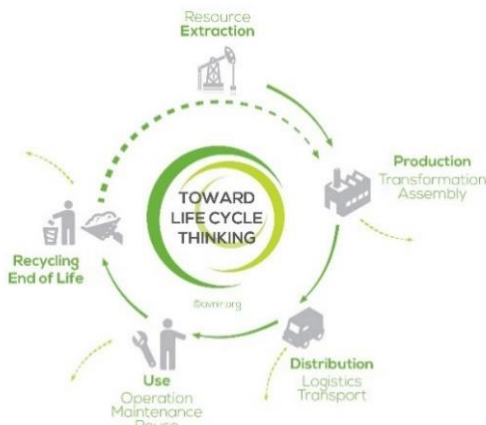 Resource
Extraction
Production
Transformation
Assembly
TOWARD
LIFE CYCLE
THINKING
Recycling
End of Life
Distribution
Logistics
Transport
Use
Operation
Maintenance